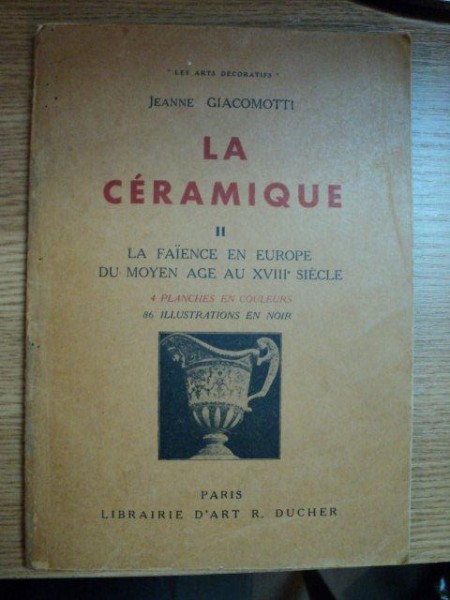 "LES ARTS DÉCORATIFS"
JEANNE GIACOMOTTI
LA
CÉRAMIQUE
II
LA FAÏENCE EN EUROPE
DU MOYEN AGE AU XVIIIe SIÈCLE
4 PLANCHES EN COULEURS
86 ILLUSTRATIONS EN NOIR
PARIS
LIBRAIRIE D'ART R. DUCHER